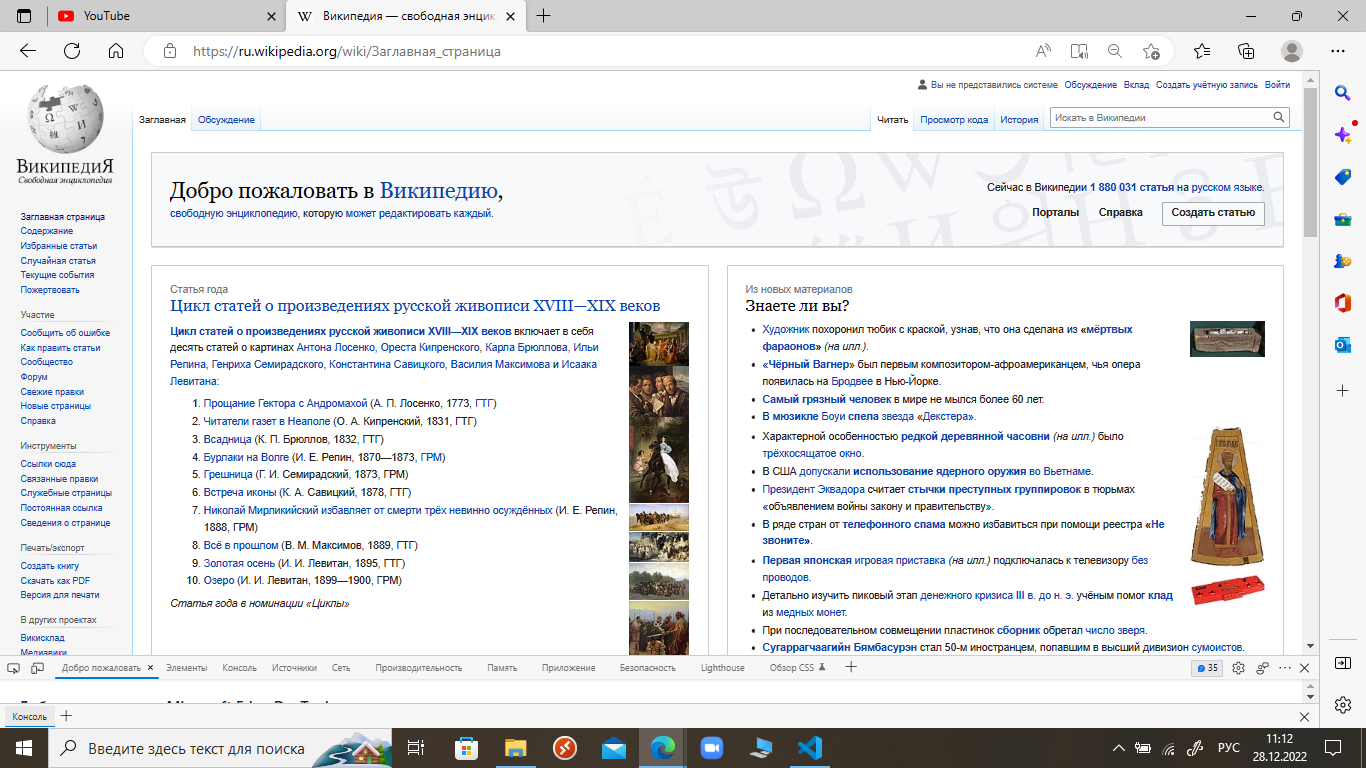 YouTube
Википедия — свободная энцик
https://ru.wikipedia.org/wiki/Заглавная_страница
Вы не представились системе Обсуждение Вклад Создать учётную запись Войти
ВИКИПЕДИЯ
Свободная энциклопедия
Заглавная Обсуждение
Читать Просмотр кода История Искать в Википедии
Заглавная страница
Содержание
Избранные статьи
Случайная статья
Текущие события
Пожертвовать
Участие
Сообщить об ошибке
Как править статьи
Сообщество
Форум
Свежие правки
Новые страницы
Справка
Инструменты
Ссылки сюда
Связанные правки
Служебные страницы
Постоянная ссылка
Сведения о странице
Печать/экспорт
Создать книгу
Скачать как PDF
Версия для печати
В других проектах
Викисклад
Медиавики
Добро пожаловать в Википедию,
свободную энциклопедию, которую может редактировать каждый.
Сейчас в Википедии 1 880 031 статья на русском языке.
Порталы Справка Создать статью
Статья года
Цикл статей о произведениях русской живописи XVIII—XIX веков
Цикл статей о произведениях русской живописи XVIII—XIX веков включает в себя
десять статей о картинах Антона Лосенко, Ореста Кипренского, Карла Брюллова, Ильи
Репина, Генриха Семирадского, Константина Савицкого, Василия Максимова и Исаака
Левитана:
1. Прощание Гектора с Андромахой (А. П. Лосенко, 1773, ГТГ)
2. Читатели газет в Неаполе (О. А. Кипренский, 1831, ГТГ)
3. Всадница (К. П. Брюллов, 1832, ГТГ)
4. Бурлаки на Волге (И. Е. Репин, 1870—1873, ГРМ)
5. Грешница (Г. И. Семирадский, 1873, ГРМ)
6. Встреча иконы (К. А. Савицкий, 1878, ГТГ)
7. Николай Мирликийский избавляет от смерти трёх невинно осуждённых (И. Е. Репин,
1888, ГРМ)
8. Всё в прошлом (В. М. Максимов, 1889, ГТГ)
9. Золотая осень (И. И. Левитан, 1895, ГТГ)
10. Озеро (И. И. Левитан, 1899—1900, ГРМ)
Статья года в номинации «Циклы»
Из новых материалов
Знаете ли вы?
• Художник похоронил тюбик с краской, узнав, что она сделана из «мёртвых
фараонов» (на илл.).
• «Чёрный Вагнер» был первым композитором-афроамериканцем, чья опера
появилась на Бродвее в Нью-Йорке.
• Самый грязный человек в мире не мылся более 60 лет.
• В мюзикле Боуи спела звезда «Декстера».
• Характерной особенностью редкой деревянной часовни (на илл.) было
трёхкосящатое окно.
• В США допускали использование ядерного оружия во Вьетнаме.
• Президент Эквадора считает стычки преступных группировок в тюрьмах
«объявлением войны закону и правительству».
• В ряде стран от телефонного спама можно избавиться при помощи реестра «Не
звоните».
• Первая японская игровая приставка (на илл.) подключалась к телевизору без
проводов.
• Детально изучить пиковый этап денежного кризиса III в. до н. э. учёным помог клад
из медных монет.
• При последовательном совмещении пластинок сборник обретал число зверя.
• Сугаррагчаагийн Бямбасурэн стал 50-м иностранцем, попавшим в высший дивизион сумоистов.
Добро пожаловать Элементы Консоль Источники Сеть Производительность Память Приложение Безопасность Lighthouse Обзор CSS 35
Консоль
Введите здесь текст для поиска
РУС
11:12
28.12.2022